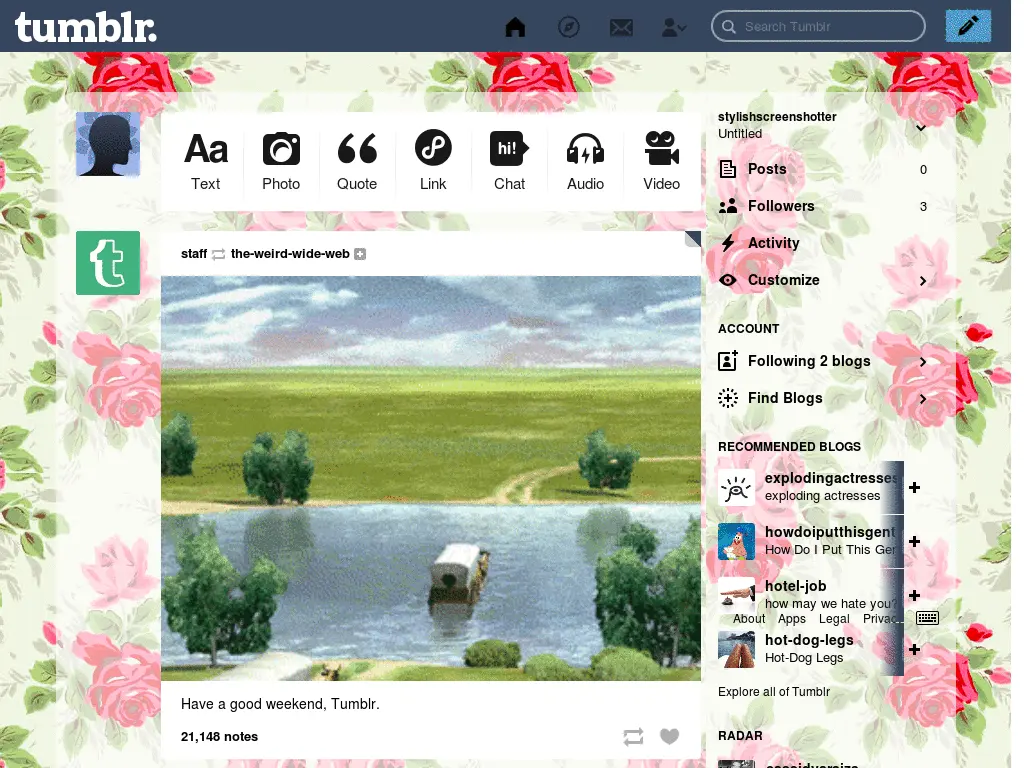 tumblr.
Search Tumblr
Aa
hi!
Text
Photo
Quote
Link
Chat
Audio
Video
t
staff the-weird-wide-web
Have a good weekend, Tumblr.
21,148 notes
stylishscreenshotter
Untitled
Posts 0
Followers 3
Activity
Customize
ACCOUNT
Following 2 blogs
Find Blogs
RECOMMENDED BLOGS
explodingactresses
exploding actresses
howdoiputthisgent
How Do I Put This Gen
hotel-job
how may we hate you?
About Apps Legal Privac
hot-dog-legs
Hot-Dog Legs
Explore all of Tumblr
RADAR